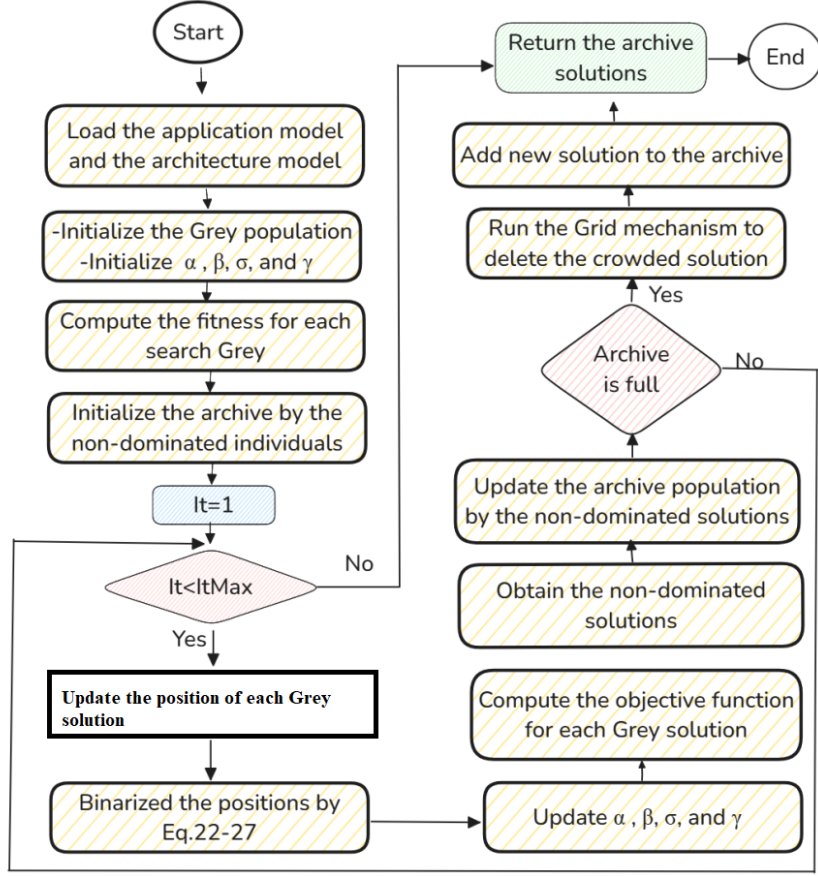 Start
Load the application model
and the architecture model
-Initialize the Grey population
-Initialize α , β, σ, and γ
Compute the fitness for each
search Grey
Initialize the archive by the
non-dominated individuals
It=1
It<ItMax
No
Yes
Update the position of each Grey
solution
Binarized the positions by
Eq.22-27
Update α , β, σ, and γ
Compute the objective function
for each Grey solution
Obtain the non-dominated
solutions
Update the archive population
by the non-dominated solutions
Archive
is full
No
Yes
Run the Grid mechanism to
delete the crowded solution
Add new solution to the archive
Return the archive
solutions
End